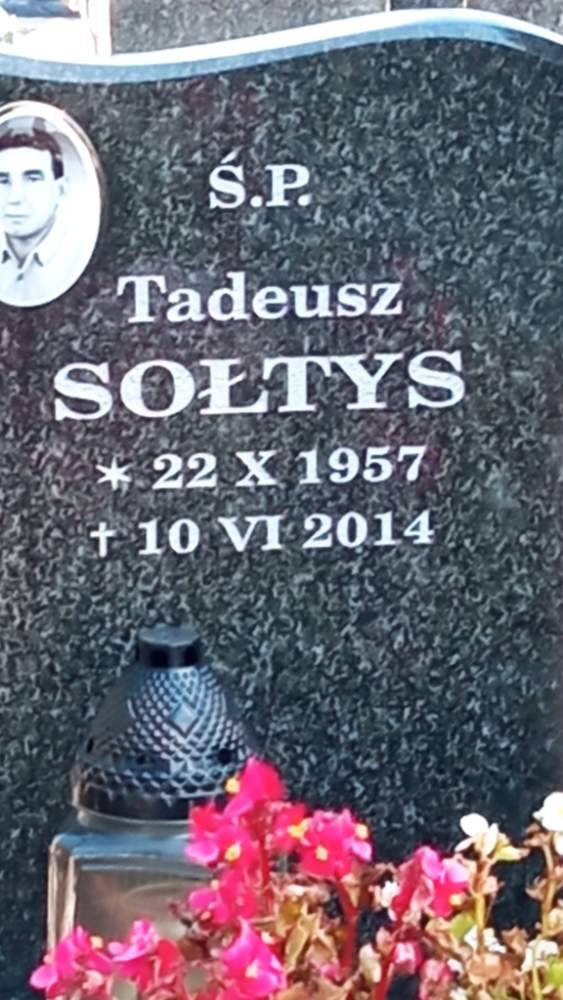 Ś.P.
Tadeusz
SOŁTYS
✶ 22 X 1957
† 10 VI 2014